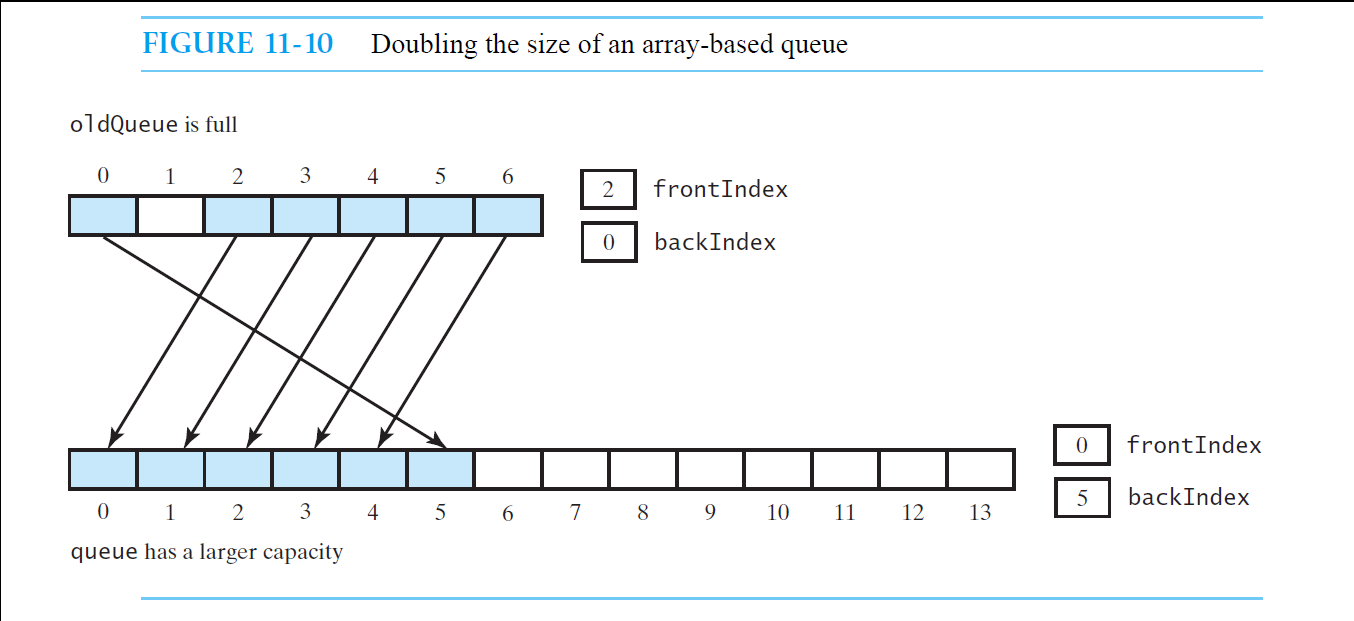 FIGURE 11-10 Doubling the size of an array-based queue
oldQueue is full
0 1 2 3 4 5 6
2 frontIndex
0 backIndex
0 frontIndex
5 backIndex
0 1 2 3 4 5 6 7 8 9 10 11 12 13
queue has a larger capacity